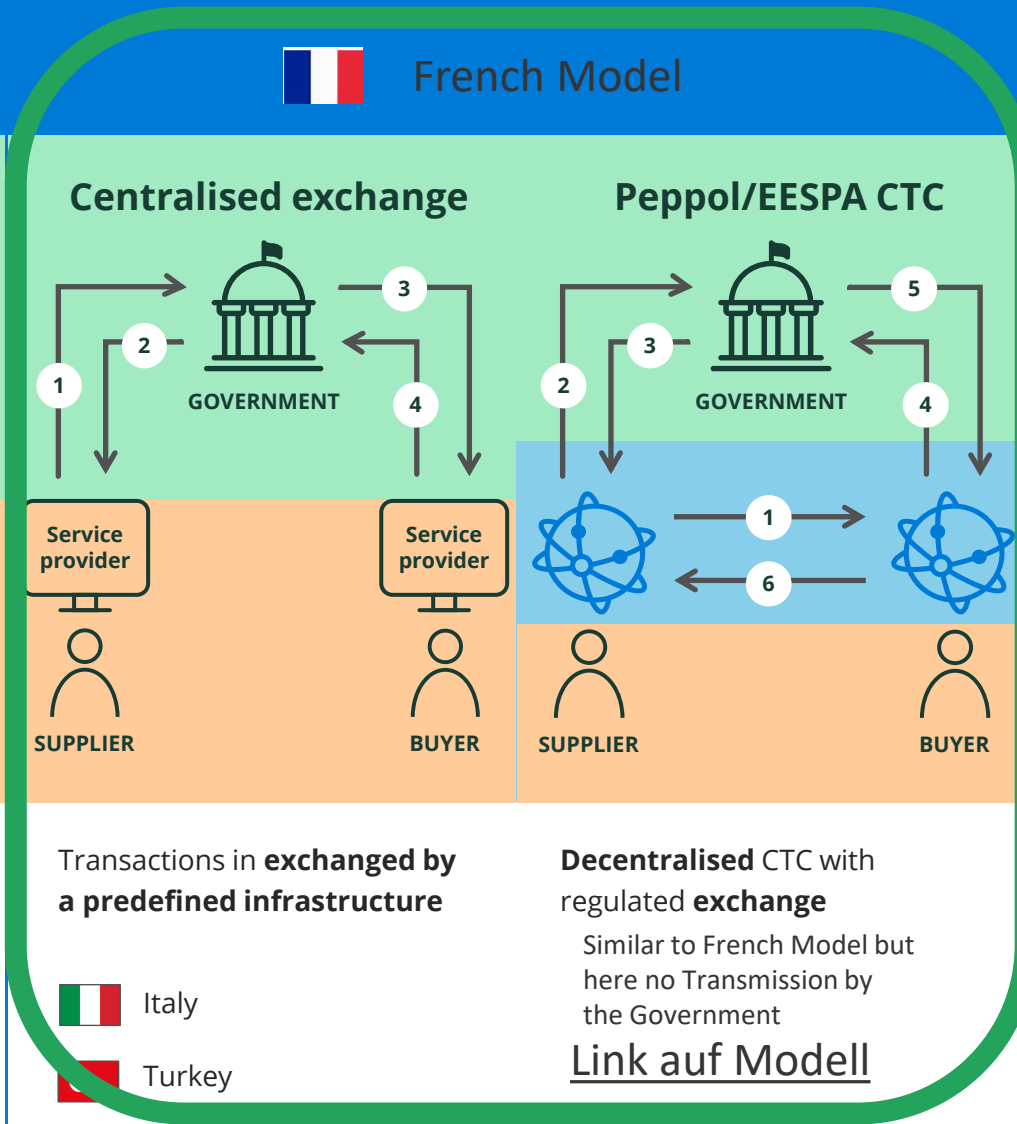 French Model
Centralised exchange
3
2
1
4
GOVERNMENT
Service
provider
Service
provider
SUPPLIER
BUYER
Transactions in exchanged by
a predefined infrastructure
Italy
Turkey
Peppol/EESPA CTC
5
3
2
4
GOVERNMENT
1
6
SUPPLIER
BUYER
Decentralised CTC with
regulated exchange
Similar to French Model but
here no Transmission by
the Government
Link auf Modell